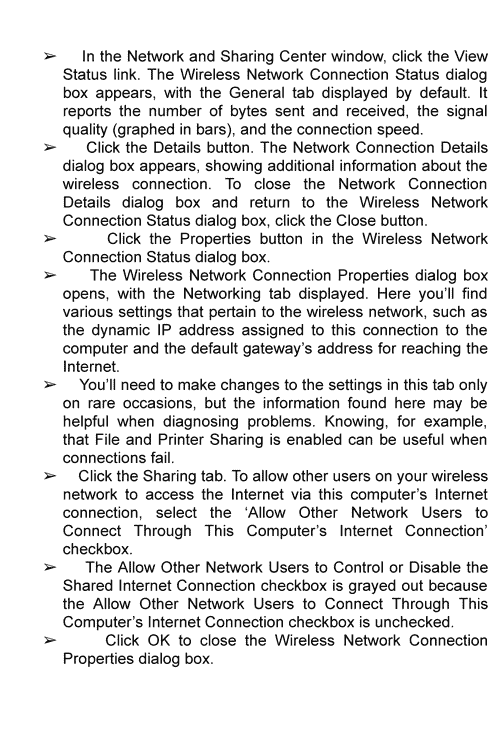 ➢ In the Network and Sharing Center window, click the View
Status link. The Wireless Network Connection Status dialog
box appears, with the General tab displayed by default. It
reports the number of bytes sent and received, the signal
quality (graphed in bars), and the connection speed.
➢ Click the Details button. The Network Connection Details
dialog box appears, showing additional information about the
wireless connection. To close the Network Connection
Details dialog box and return to the Wireless Network
Connection Status dialog box, click the Close button.
➢ Click the Properties button in the Wireless Network
Connection Status dialog box.
➢ The Wireless Network Connection Properties dialog box
opens, with the Networking tab displayed. Here you’ll find
various settings that pertain to the wireless network, such as
the dynamic IP address assigned to this connection to the
computer and the default gateway’s address for reaching the
Internet.
➢ You’ll need to make changes to the settings in this tab only
on rare occasions, but the information found here may be
helpful when diagnosing problems. Knowing, for example,
that File and Printer Sharing is enabled can be useful when
connections fail.
➢ Click the Sharing tab. To allow other users on your wireless
network to access the Internet via this computer’s Internet
connection, select the ‘Allow Other Network Users to
Connect Through This Computer’s Internet Connection’
checkbox.
➢ The Allow Other Network Users to Control or Disable the
Shared Internet Connection checkbox is grayed out because
the Allow Other Network Users to Connect Through This
Computer’s Internet Connection checkbox is unchecked.
➢ Click OK to close the Wireless Network Connection
Properties dialog box.